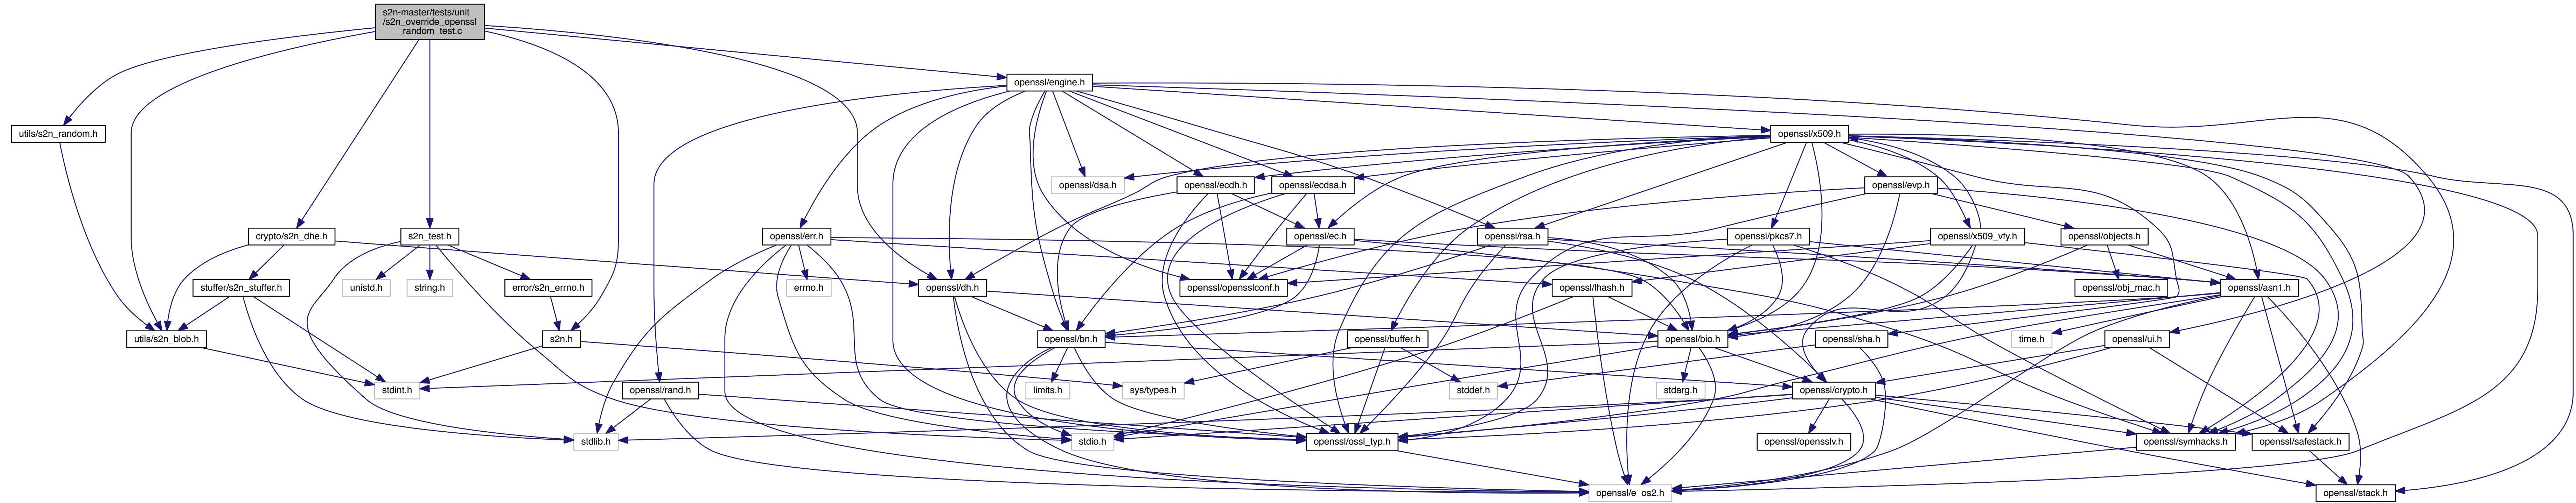 s2n-master/tests/unit
/s2n_override_openssl
_random_test.c
openssl/engine.h
utils/s2n_random.h
openssl/x509.h
openssl/dsa.h
openssl/ecdh.h
openssl/ecdsa.h
openssl/evp.h
crypto/s2n_dhe.h
s2n_test.h
openssl/err.h
openssl/ec.h
openssl/rsa.h
openssl/pkcs7.h
openssl/x509_vfy.h
openssl/objects.h
stuffer/s2n_stuffer.h
unistd.h
string.h
error/s2n_errno.h
errno.h
openssl/dh.h
openssl/opensslconf.h
openssl/lhash.h
openssl/obj_mac.h
openssl/asn1.h
utils/s2n_blob.h
s2n.h
openssl/bn.h
openssl/buffer.h
openssl/bio.h
openssl/sha.h
time.h
openssl/ui.h
stdint.h
openssl/rand.h
limits.h
sys/types.h
stddef.h
stdarg.h
openssl/crypto.h
stdlib.h
stdio.h
openssl/ossl_typ.h
openssl/opensslv.h
openssl/symhacks.h
openssl/safestack.h
openssl/e_os2.h
openssl/stack.h